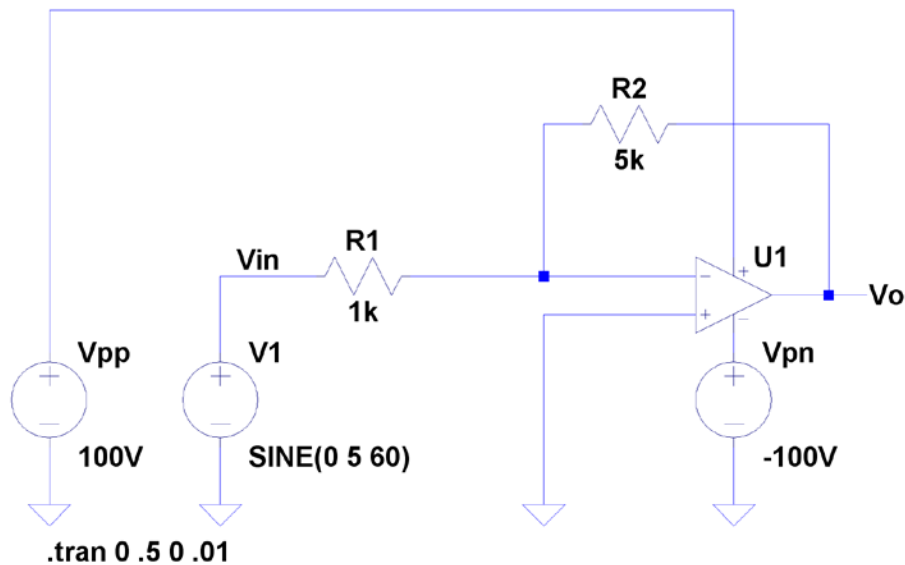 R2
5k
R1
Vin
1k
U1
Vo
Vpp
V1
Vpn
100V
SINE(0 5 60)
-100V
.tran 0 .5 0 .01